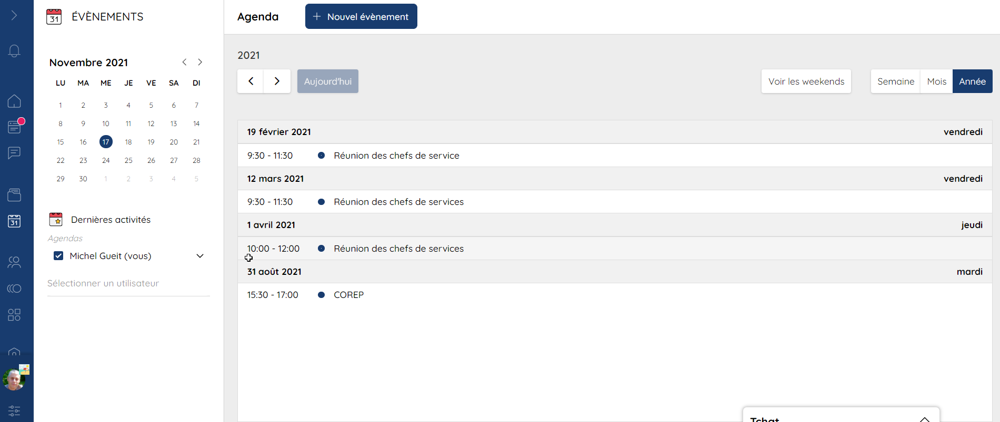 31 ÉVÈNEMENTS
Novembre 2021
LU MA ME JE VE SA DI
1 2 3 4 5 6 7
8 9 10 11 12 13 14
15 16 17 18 19 20 21
22 23 24 25 26 27 28
29 30 1 2 3 4 5
Dernières activités
Agendas
31
Michel Gueit (vous)
Sélectionner un utilisateur
Agenda
+ Nouvel évènement
2021
Aujourd'hui
Voir les weekends
Semaine Mois Année
19 février 2021 vendredi
9:30 - 11:30 Réunion des chefs de service
12 mars 2021 vendredi
9:30 - 11:30 Réunion des chefs de services
1 avril 2021 jeudi
10:00 - 12:00 Réunion des chefs de services
31 août 2021 mardi
15:30 - 17:00 COREP
Tchat